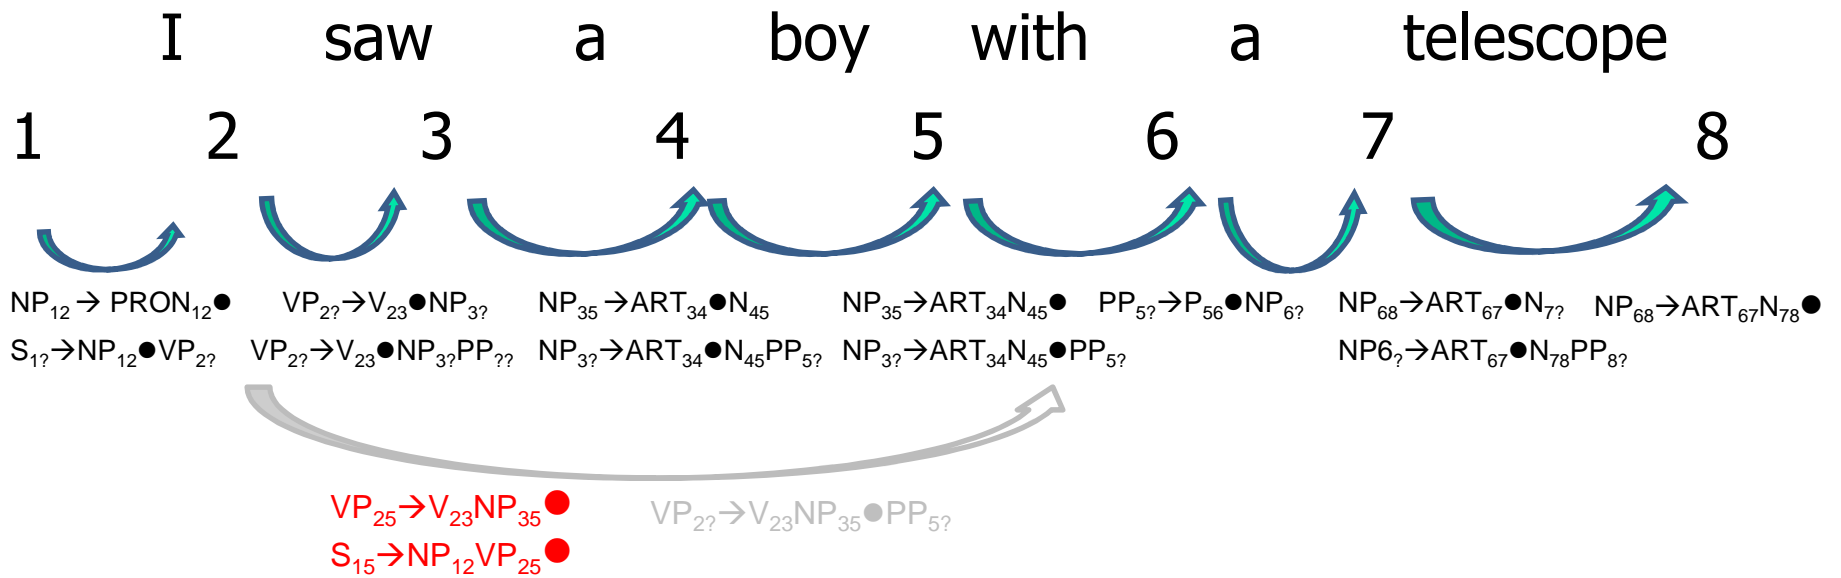 I saw a boy with a telescope
1 2 3 4 5 6 7 8
NP₁₂→ PRON₁₂● VP₂?→V₂₃●NP₃? NP₃₅→ART₃₄●N₄₅ NP₃₅→ART₃₄N₄₅● PP₅?→P₅₆●NP₆? NP₆₈→ART₆₇●N₇? NP₆₈→ART₆₇N₇₈●
S₁?→NP₁₂●VP₂? VP₂?→V₂₃●NP₃?PP?? NP₃?→ART₃₄●N₄₅PP₅? NP₃?→ART₃₄N₄₅●PP₅? NP6?→ART₆₇●N₇₈PP₈?
VP₂₅→V₂₃NP₃₅● VP₂?→V₂₃NP₃₅●PP₅?
S₁₅→NP₁₂VP₂₅●